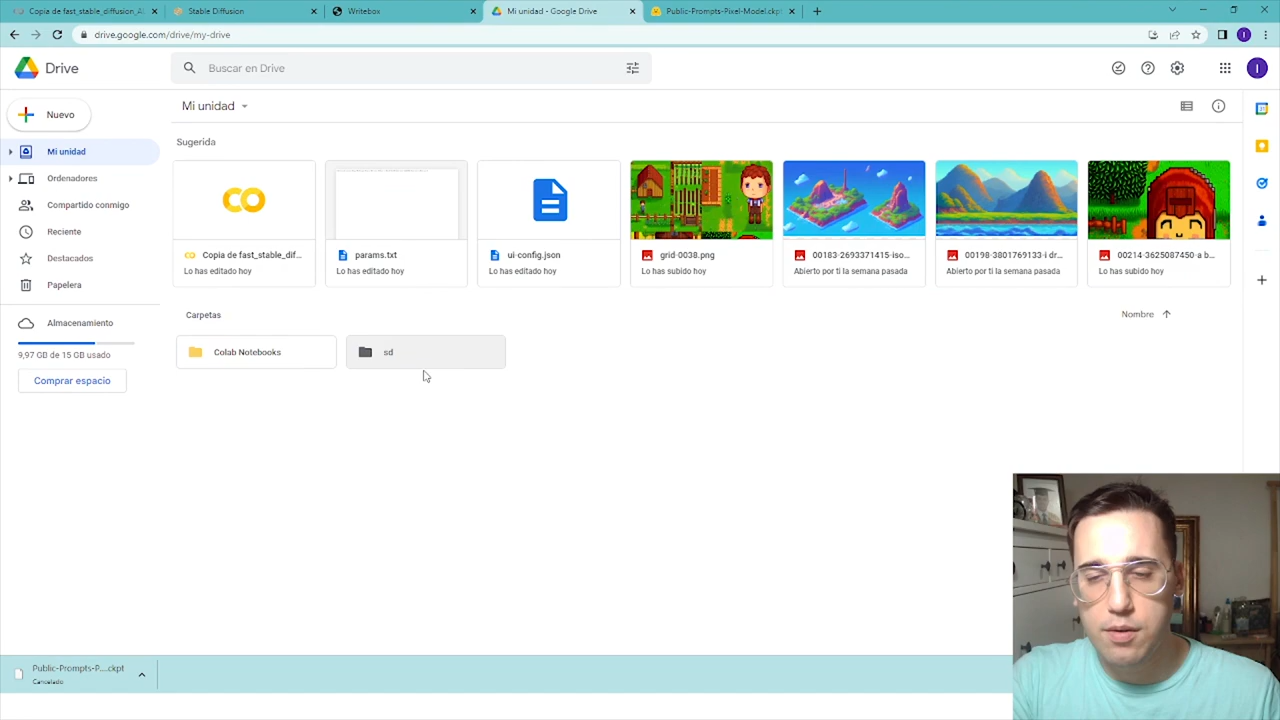 Copia de fast_stable_diffusion_AU
Stable Diffusion
Writebox
Mi unidad - Google Drive
Public-Prompts-Pixel-Model.ckpt
drive.google.com/drive/my-drive
I
Drive
Buscar en Drive
I
Nuevo
Mi unidad
Mi unidad
Ordenadores
Compartido conmigo
Reciente
Destacados
Papelera
Almacenamiento
9,97 GB de 15 GB usado
Comprar espacio
Sugerida
Copia de fast_stable_dif...
Lo has editado hoy
params.txt
Lo has editado hoy
ui-config.json
Lo has editado hoy
grid-0038.png
Lo has subido hoy
00183-2693371415-iso...
Abierto por ti la semana pasada
00198-3801769133-i dr...
Abierto por ti la semana pasada
00214-3625087450-a b...
Lo has subido hoy
Carpetas
Nombre
Colab Notebooks
sd
Public-Prompts-P....ckpt
Cancelado